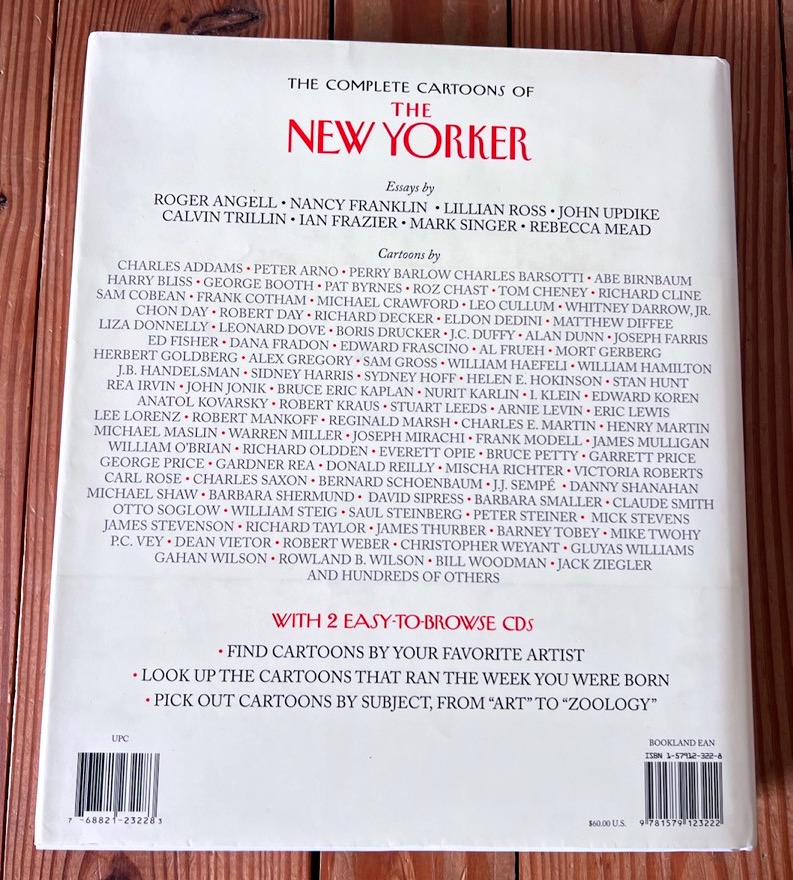 THE COMPLETE CARTOONS OF
THE
NEW YORKER
Essays by
ROGER ANGELL • NANCY FRANKLIN • LILLIAN ROSS • JOHN UPDIKE
CALVIN TRILLIN • IAN FRAZIER • MARK SINGER • REBECCA MEAD
Cartoons by
CHARLES ADDAMS • PETER ARNO • PERRY BARLOW CHARLES BARSOTTI • ABE BIRNBAUM
HARRY BLISS • GEORGE BOOTH • PAT BYRNES • ROZ CHAST • TOM CHENEY • RICHARD CLINE
SAM COBEAN • FRANK COTHAM • MICHAEL CRAWFORD • LEO CULLUM • WHITNEY DARROW, JR.
CHON DAY • ROBERT DAY • RICHARD DECKER • ELDON DEDINI • MATTHEW DIFFEE
LIZA DONNELLY • LEONARD DOVE • BORIS DRUCKER • J.C. DUFFY • ALAN DUNN • JOSEPH FARRIS
ED FISHER • DANA FRADON • EDWARD FRASCINO • AL FRUEH • MORT GERBERG
HERBERT GOLDBERG • ALEX GREGORY • SAM GROSS • WILLIAM HAEFELI • WILLIAM HAMILTON
J.B. HANDELSMAN • SIDNEY HARRIS • SYDNEY HOFF • HELEN E. HOKINSON • STAN HUNT
REA IRVIN • JOHN JONIK • BRUCE ERIC KAPLAN • NURIT KARLIN • I. KLEIN • EDWARD KOREN
ANATOL KOVARSKY • ROBERT KRAUS • STUART LEEDS • ARNIE LEVIN • ERIC LEWIS
LEE LORENZ • ROBERT MANKOFF • REGINALD MARSH • CHARLES E. MARTIN • HENRY MARTIN
MICHAEL MASLIN • WARREN MILLER • JOSEPH MIRACHI • FRANK MODELL • JAMES MULLIGAN
WILLIAM O'BRIAN • RICHARD OLDDEN • EVERETT OPIE • BRUCE PETTY • GARRETT PRICE
GEORGE PRICE • GARDNER REA • DONALD REILLY • MISCHA RICHTER • VICTORIA ROBERTS
CARL ROSE • CHARLES SAXON • BERNARD SCHOENBAUM • J.J. SEMPÉ • DANNY SHANAHAN
MICHAEL SHAW • BARBARA SHERMUND • DAVID SIPRESS • BARBARA SMALLER • CLAUDE SMITH
OTTO SOGLOW • WILLIAM STEIG • SAUL STEINBERG • PETER STEINER • MICK STEVENS
JAMES STEVENSON • RICHARD TAYLOR • JAMES THURBER • BARNEY TOBEY • MIKE TWOHY
P.C. VEY • DEAN VIETOR • ROBERT WEBER • CHRISTOPHER WEYANT • GLUYAS WILLIAMS
GAHAN WILSON • ROWLAND B. WILSON • BILL WOODMAN • JACK ZIEGLER
AND HUNDREDS OF OTHERS
WITH 2 EASY-TO-BROWSE CDs
• FIND CARTOONS BY YOUR FAVORITE ARTIST
• LOOK UP THE CARTOONS THAT RAN THE WEEK YOU WERE BORN
• PICK OUT CARTOONS BY SUBJECT, FROM “ART” TO “ZOOLOGY”
UPC
7 68821-23228 3
BOOKLAND EAN
ISBN 1-57912-322-8
$60.00 U.S.
9 781579 123222